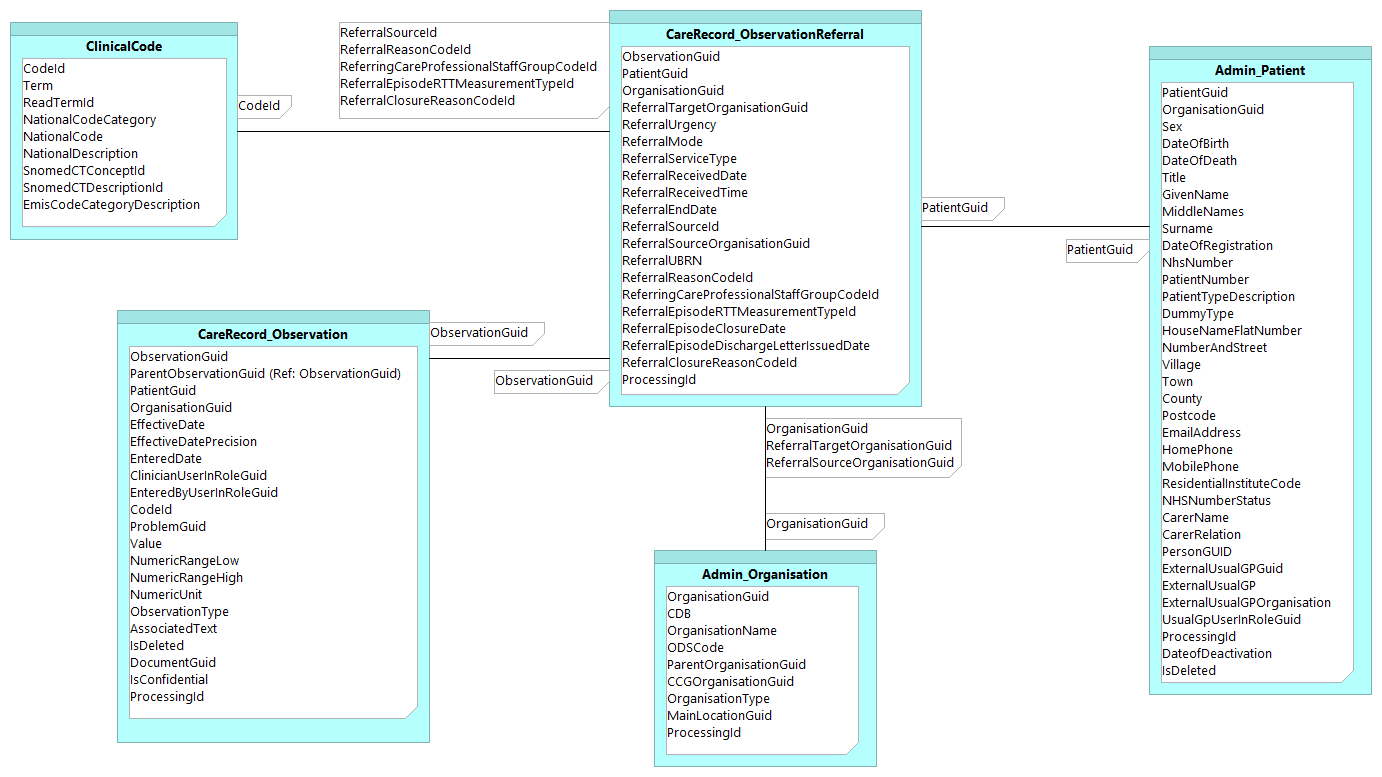 ClinicalCode
CodeId
Term
ReadTermId
NationalCodeCategory
NationalCode
NationalDescription
SnomedCTConceptId
SnomedCTDescriptionId
EmisCodeCategoryDescription
CodeId
ReferralSourceId
ReferralReasonCodeId
ReferringCareProfessionalStaffGroupCodeId
ReferralEpisodeRTTMeasurementTypeId
ReferralClosureReasonCodeId
CareRecord_ObservationReferral
ObservationGuid
PatientGuid
OrganisationGuid
ReferralTargetOrganisationGuid
ReferralUrgency
ReferralMode
ReferralServiceType
ReferralReceivedDate
ReferralReceivedTime
ReferralEndDate
ReferralSourceId
ReferralSourceOrganisationGuid
ReferralUBRN
ReferralReasonCodeId
ReferringCareProfessionalStaffGroupCodeId
ReferralEpisodeRTTMeasurementTypeId
ReferralEpisodeClosureDate
ReferralEpisodeDischargeLetterIssuedDate
ReferralClosureReasonCodeId
ProcessingId
PatientGuid
PatientGuid
Admin_Patient
PatientGuid
OrganisationGuid
Sex
DateOfBirth
DateOfDeath
Title
GivenName
MiddleNames
Surname
DateOfRegistration
NhsNumber
PatientNumber
PatientTypeDescription
DummyType
HouseNameFlatNumber
NumberAndStreet
Village
Town
County
Postcode
EmailAddress
HomePhone
MobilePhone
ResidentialInstituteCode
NHSNumberStatus
CarerName
CarerRelation
PersonGUID
ExternalUsualGPGuid
ExternalUsualGP
ExternalUsualGPOrganisation
UsualGpUserInRoleGuid
ProcessingId
DateofDeactivation
IsDeleted
CareRecord_Observation
ObservationGuid
ParentObservationGuid (Ref: ObservationGuid)
PatientGuid
OrganisationGuid
EffectiveDate
EffectiveDatePrecision
EnteredDate
ClinicianUserInRoleGuid
EnteredByUserInRoleGuid
CodeId
ProblemGuid
Value
NumericRangeLow
NumericRangeHigh
NumericUnit
ObservationType
AssociatedText
IsDeleted
DocumentGuid
IsConfidential
ProcessingId
ObservationGuid
ObservationGuid
OrganisationGuid
ReferralTargetOrganisationGuid
ReferralSourceOrganisationGuid
OrganisationGuid
Admin_Organisation
OrganisationGuid
CDB
OrganisationName
ODSCode
ParentOrganisationGuid
CCGOrganisationGuid
OrganisationType
MainLocationGuid
ProcessingId